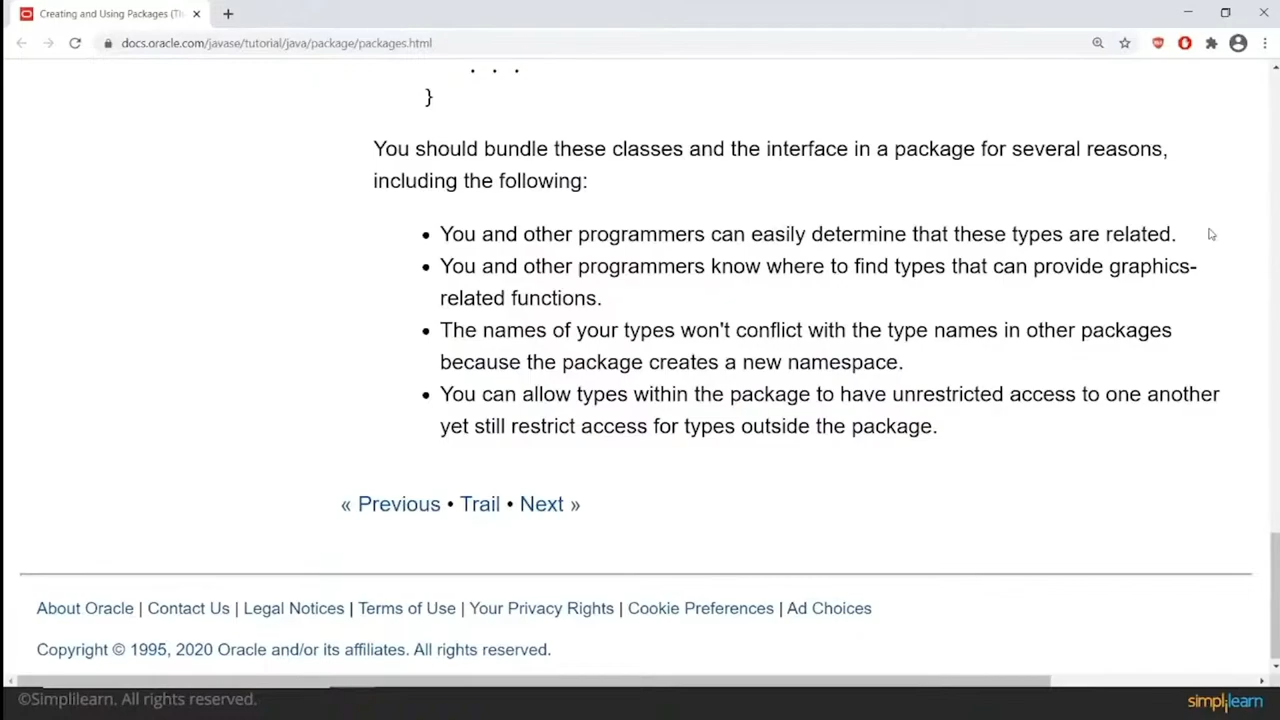 Creating and Using Packages (Th
docs.oracle.com/javase/tutorial/java/package/packages.html
. . .
}
You should bundle these classes and the interface in a package for several reasons,
including the following:
• You and other programmers can easily determine that these types are related.
• You and other programmers know where to find types that can provide graphics-
related functions.
• The names of your types won't conflict with the type names in other packages
because the package creates a new namespace.
• You can allow types within the package to have unrestricted access to one another
yet still restrict access for types outside the package.
« Previous • Trail • Next »
About Oracle | Contact Us | Legal Notices | Terms of Use | Your Privacy Rights | Cookie Preferences | Ad Choices
Copyright © 1995, 2020 Oracle and/or its affiliates. All rights reserved.
©Simplilearn. All rights reserved.
simplilearn